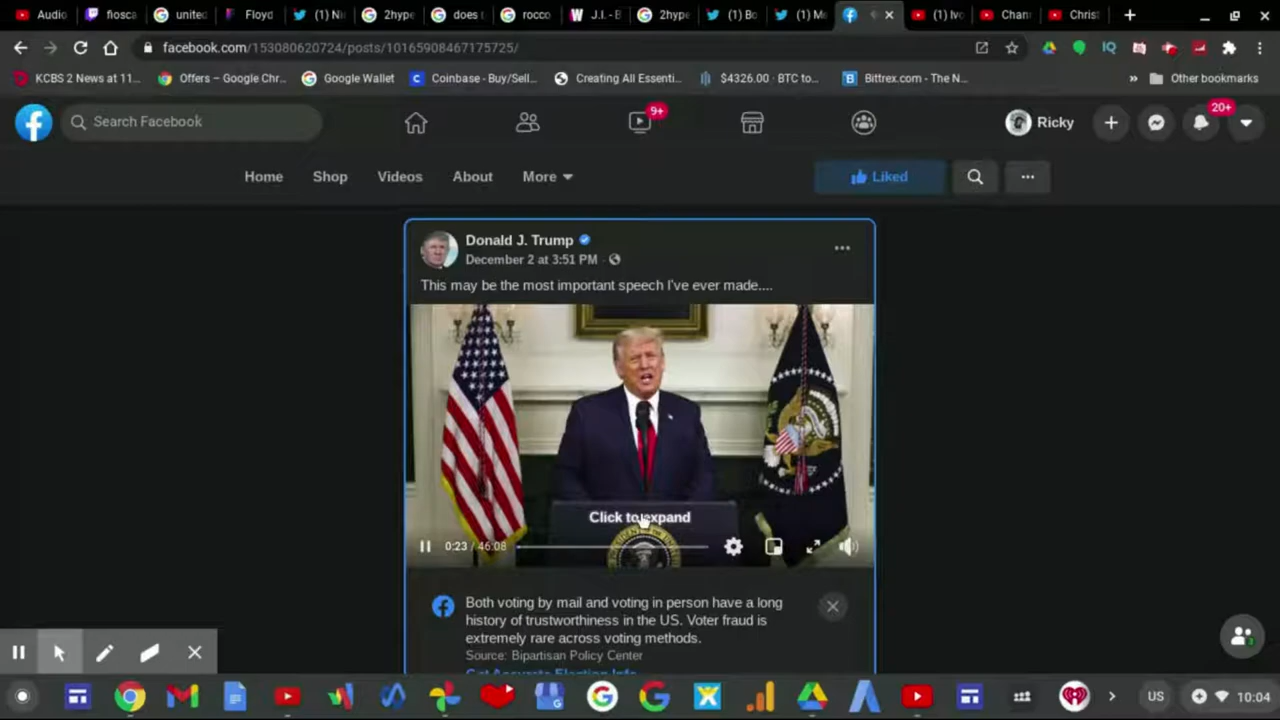 Audio
fiosca
united
Floyd
(1) Ni
2hype
does t
rocco
J.I. - B
2hype
(1) Bo
(1) Me
(1) Ivo
Chann
Christ
facebook.com/153080620724/posts/10165908467175725/
KCBS 2 News at 11...
Offers – Google Chr...
Google Wallet
Coinbase - Buy/Sell...
Creating All Essenti...
$4326.00 · BTC to...
Bittrex.com - The N...
»
Other bookmarks
Search Facebook
9+
Ricky
20+
Home
Shop
Videos
About
More
Liked
Donald J. Trump
December 2 at 3:51 PM ·
This may be the most important speech I've ever made....
Click to expand
0:23 / 46:08
Both voting by mail and voting in person have a long
history of trustworthiness in the US. Voter fraud is
extremely rare across voting methods.
Source: Bipartisan Policy Center
Get Accurate Election Info
US
10:04